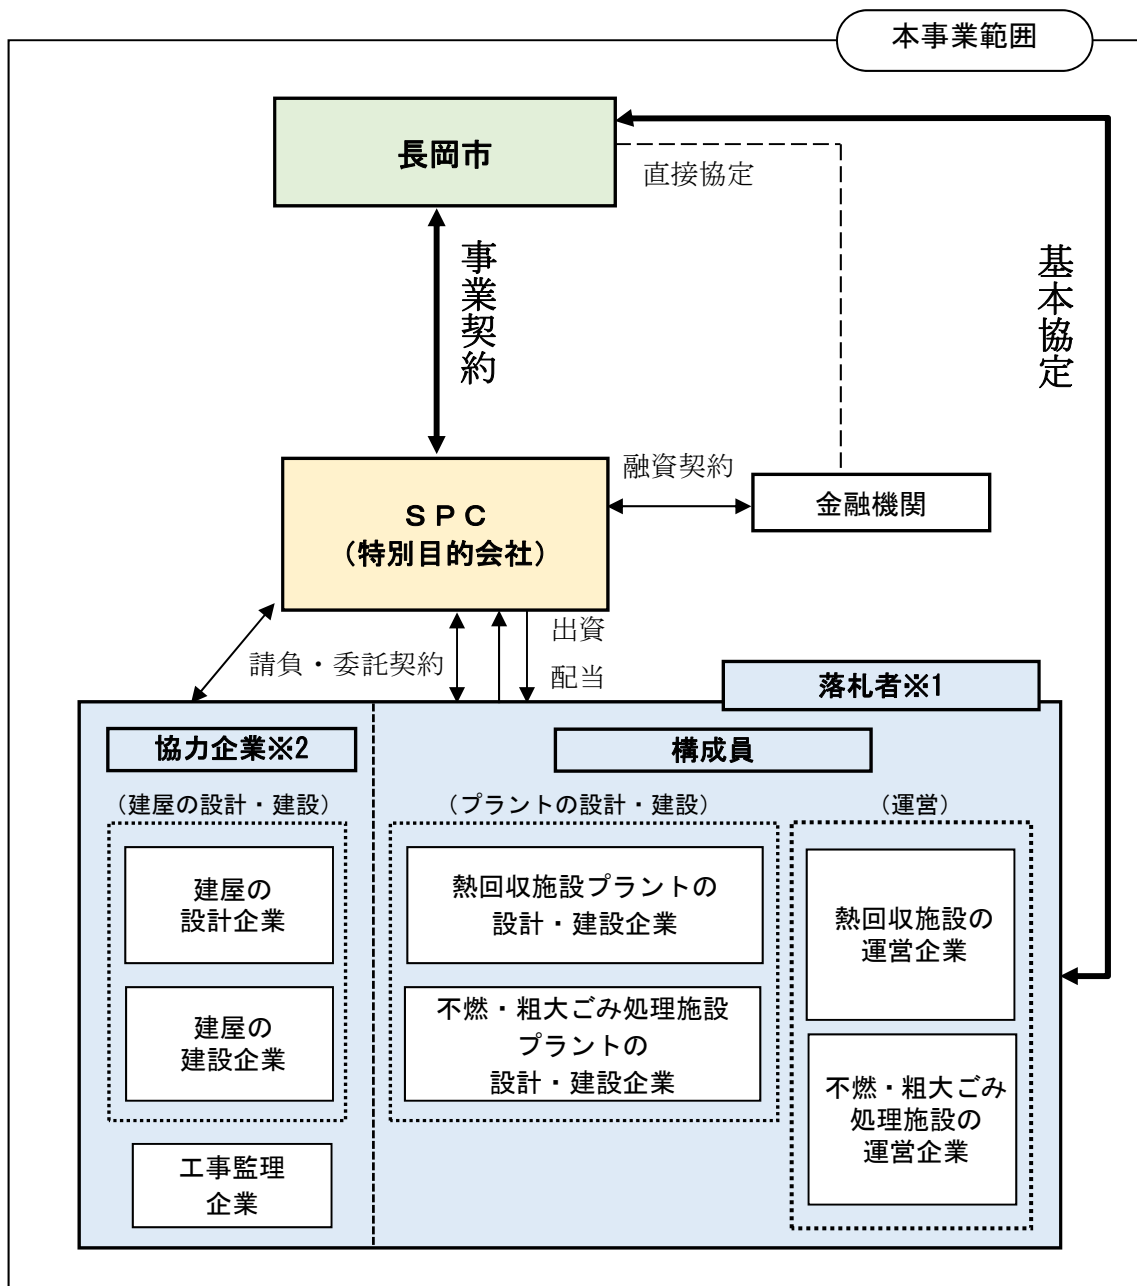 本事業範囲
長岡市
直接協定
事業契約
基本協定
融資契約
金融機関
ＳＰＣ
（特別目的会社）
出資
請負・委託契約
配当
落札者※1
協力企業※2
構成員
（建屋の設計・建設）
（プラントの設計・建設）
（運営）
建屋の
設計企業
熱回収施設プラントの
設計・建設企業
熱回収施設の
運営企業
建屋の
建設企業
不燃・粗大ごみ処理施設
プラントの
設計・建設企業
不燃・粗大ごみ
処理施設の
運営企業
工事監理
企業